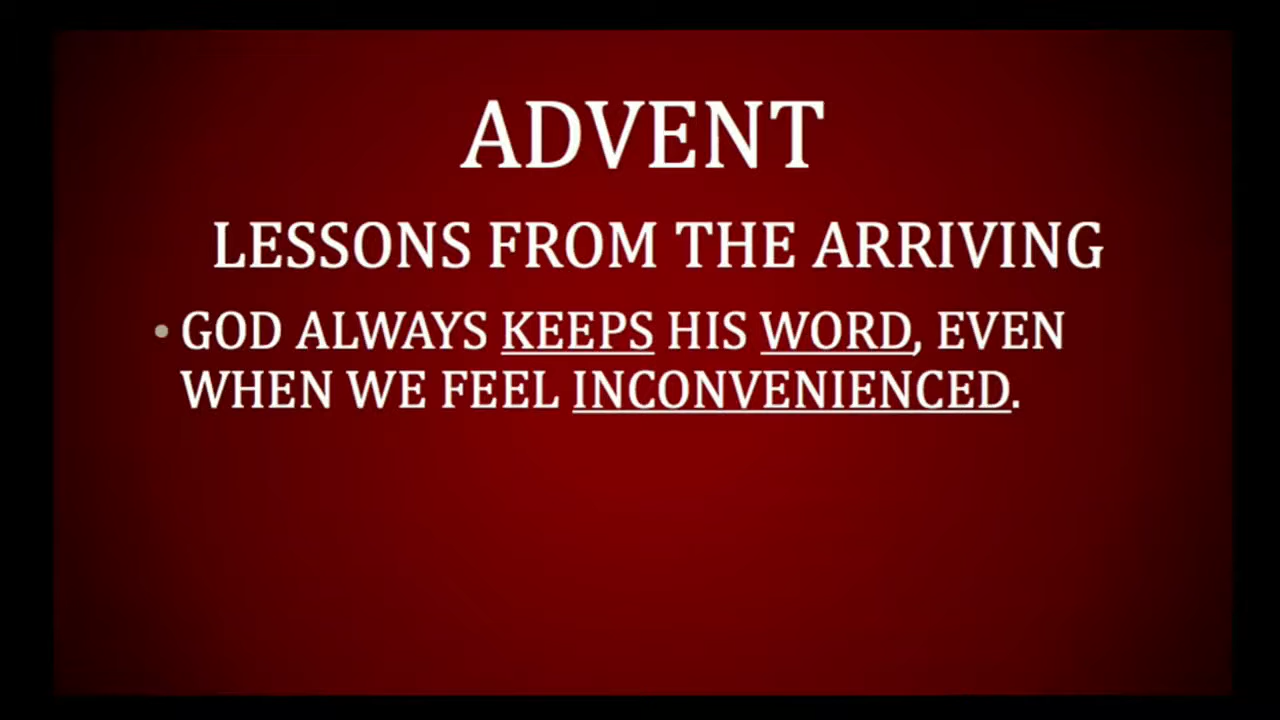 ADVENT
LESSONS FROM THE ARRIVING
• GOD ALWAYS KEEPS HIS WORD, EVEN
WHEN WE FEEL INCONVENIENCED.